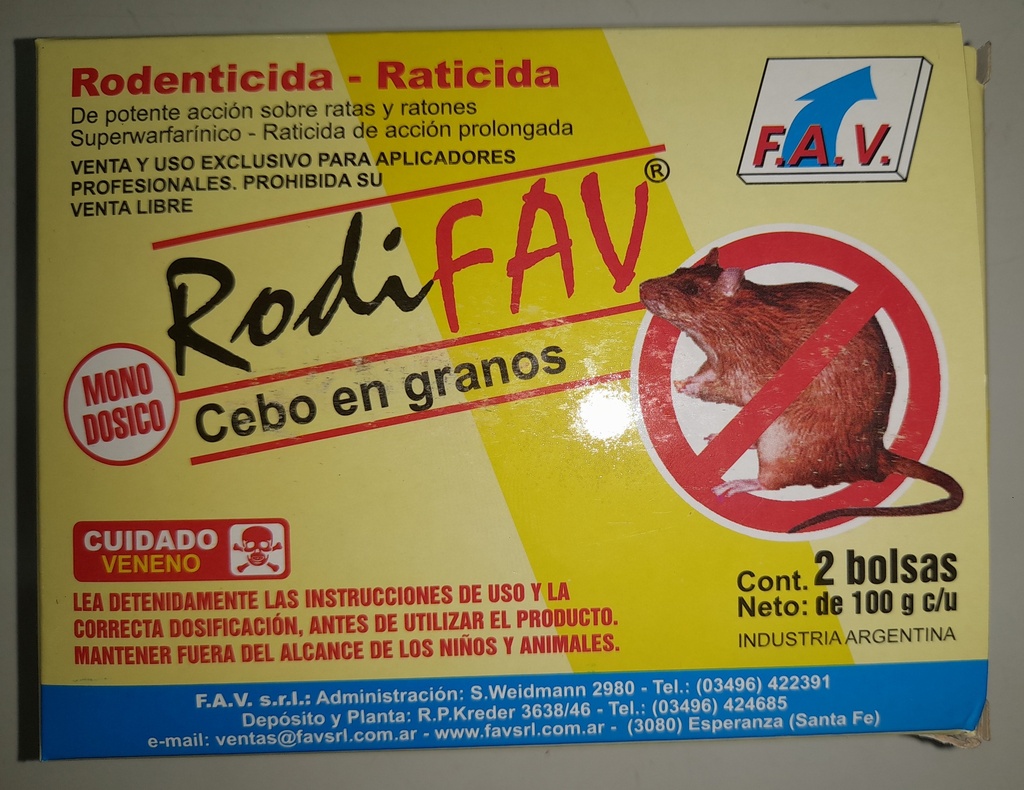 Rodenticida - Raticida
De potente acción sobre ratas y ratones
Superwarfarínico - Raticida de acción prolongada
VENTA Y USO EXCLUSIVO PARA APLICADORES
PROFESIONALES. PROHIBIDA SU
VENTA LIBRE
F.A.V.
RodiFAV®
Cebo en granos
MONO
DOSICO
CUIDADO
VENENO
LEA DETENIDAMENTE LAS INSTRUCCIONES DE USO Y LA
CORRECTA DOSIFICACIÓN, ANTES DE UTILIZAR EL PRODUCTO.
MANTENER FUERA DEL ALCANCE DE LOS NIÑOS Y ANIMALES.
Cont. 2 bolsas
Neto: de 100 g c/u
INDUSTRIA ARGENTINA
F.A.V. s.r.l.: Administración: S.Weidmann 2980 - Tel.: (03496) 422391
Depósito y Planta: R.P.Kreder 3638/46 - Tel.: (03496) 424685
e-mail: ventas@favsrl.com.ar - www.favsrl.com.ar - (3080) Esperanza (Santa Fe)